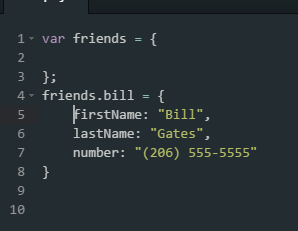 1 var friends = {
2
3 };
4 friends.bill = {
5     firstName: "Bill",
6     lastName: "Gates",
7     number: "(206) 555-5555"
8 }
9
10